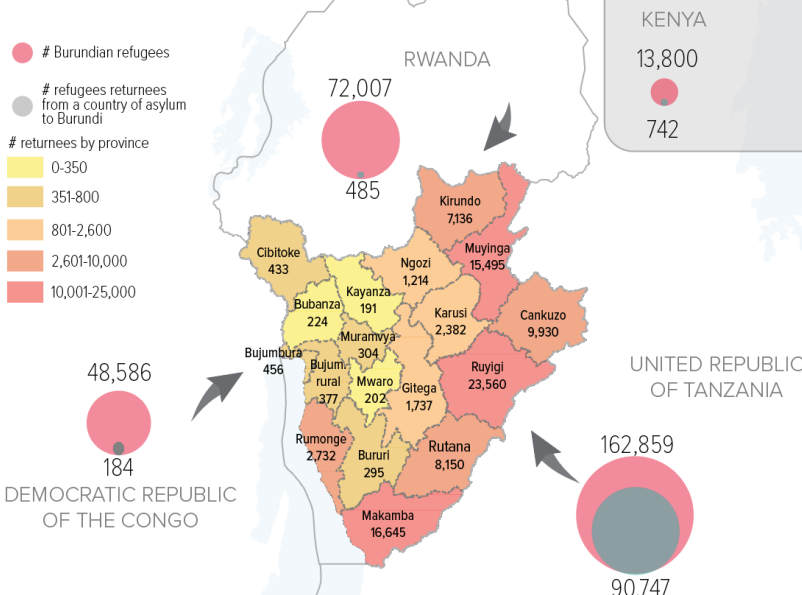 # Burundian refugees
# refugees returnees
from a country of asylum
to Burundi
# returnees by province
0-350
351-800
801-2,600
2,601-10,000
10,001-25,000
RWANDA
72,007
485
KENYA
13,800
742
Kirundo
7,136
Muyinga
15,495
Cibitoke
433
Ngozi
1,214
Kayanza
191
Bubanza
224
Karusi
2,382
Cankuzo
9,930
Muramvya
304
Bujumbura
456
Bujum.
rural
377
Mwaro
202
Gitega
1,737
Ruyigi
23,560
Rumonge
2,732
Bururi
295
Rutana
8,150
Makamba
16,645
48,586
184
DEMOCRATIC REPUBLIC
OF THE CONGO
UNITED REPUBLIC
OF TANZANIA
162,859
90,747